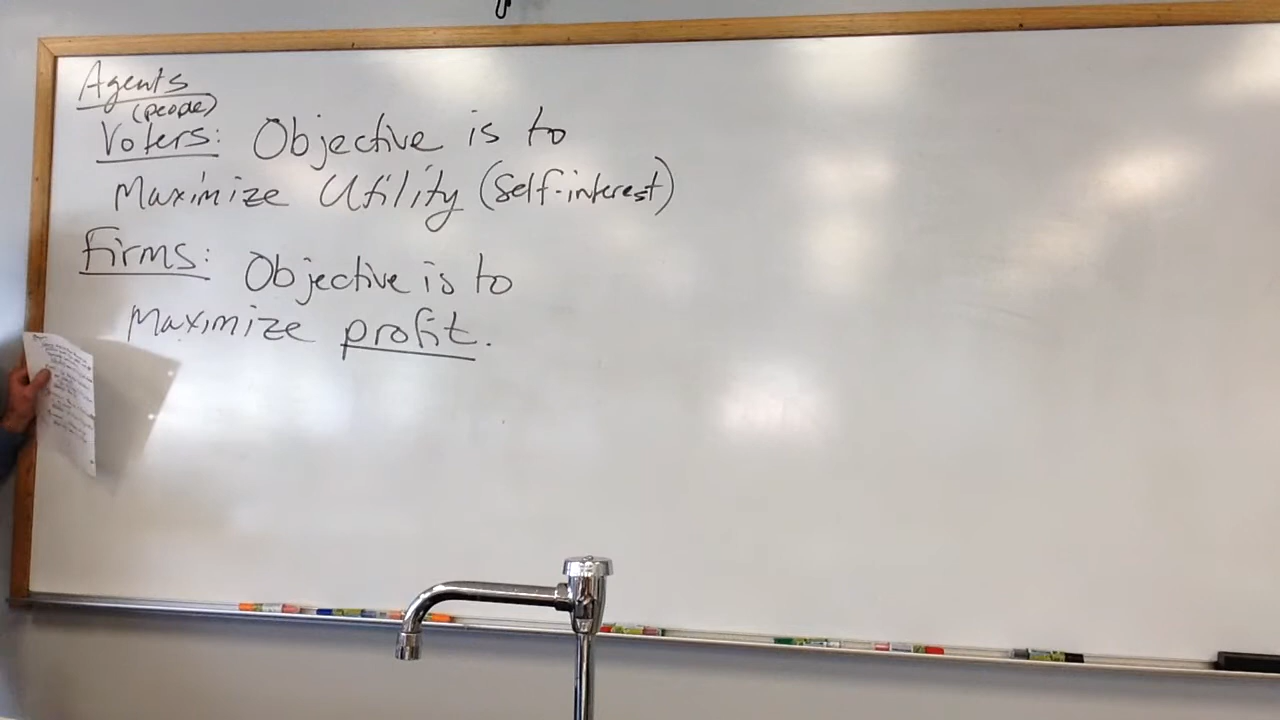 Agents
(people)
Voters: Objective is to
Maximize Utility (Self-interest)
Firms: Objective is to
Maximize profit.